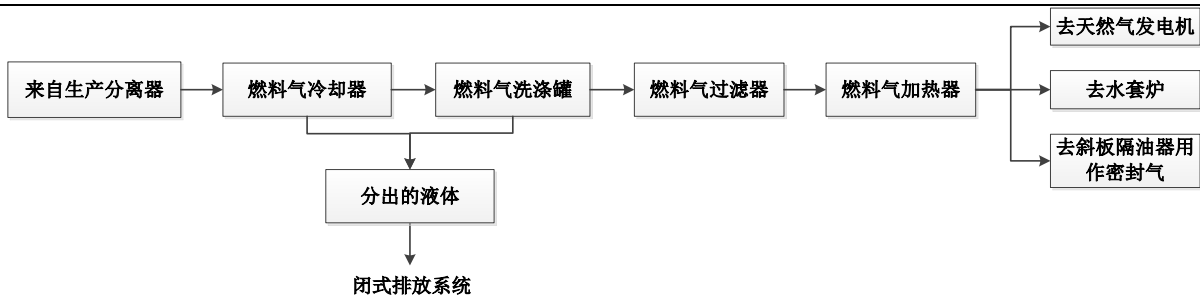 去天然气发电机
来自生产分离器
燃料气冷却器
燃料气洗涤罐
燃料气过滤器
燃料气加热器
去水套炉
去斜板隔油器用
作密封气
分出的液体
闭式排放系统